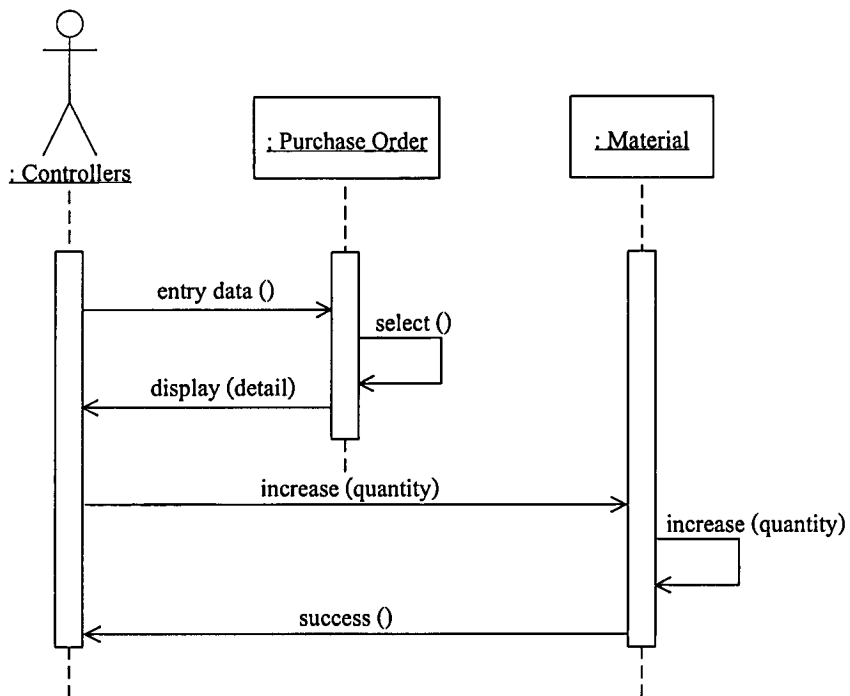 : Controllers
: Purchase Order
: Material
entry data ()
select ()
display (detail)
increase (quantity)
increase (quantity)
success ()